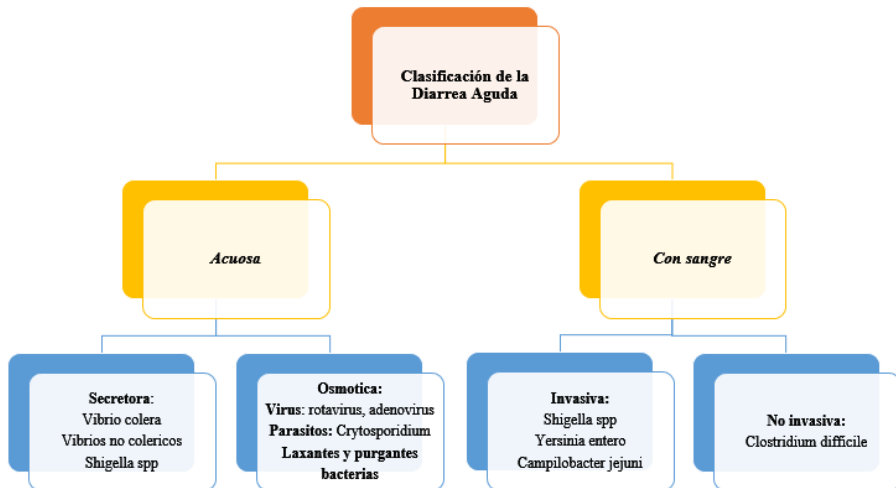 Clasificación de la
Diarrea Aguda
Acuosa
Con sangre
Secretora:
Vibrio colera
Vibrios no colericos
Shigella spp
Osmotica:
Virus: rotavirus, adenovirus
Parasitos: Crytosporidium
Laxantes y purgantes
bacterias
Invasiva:
Shigella spp
Yersinia entero
Campilobacter jejuni
No invasiva:
Clostridium difficile